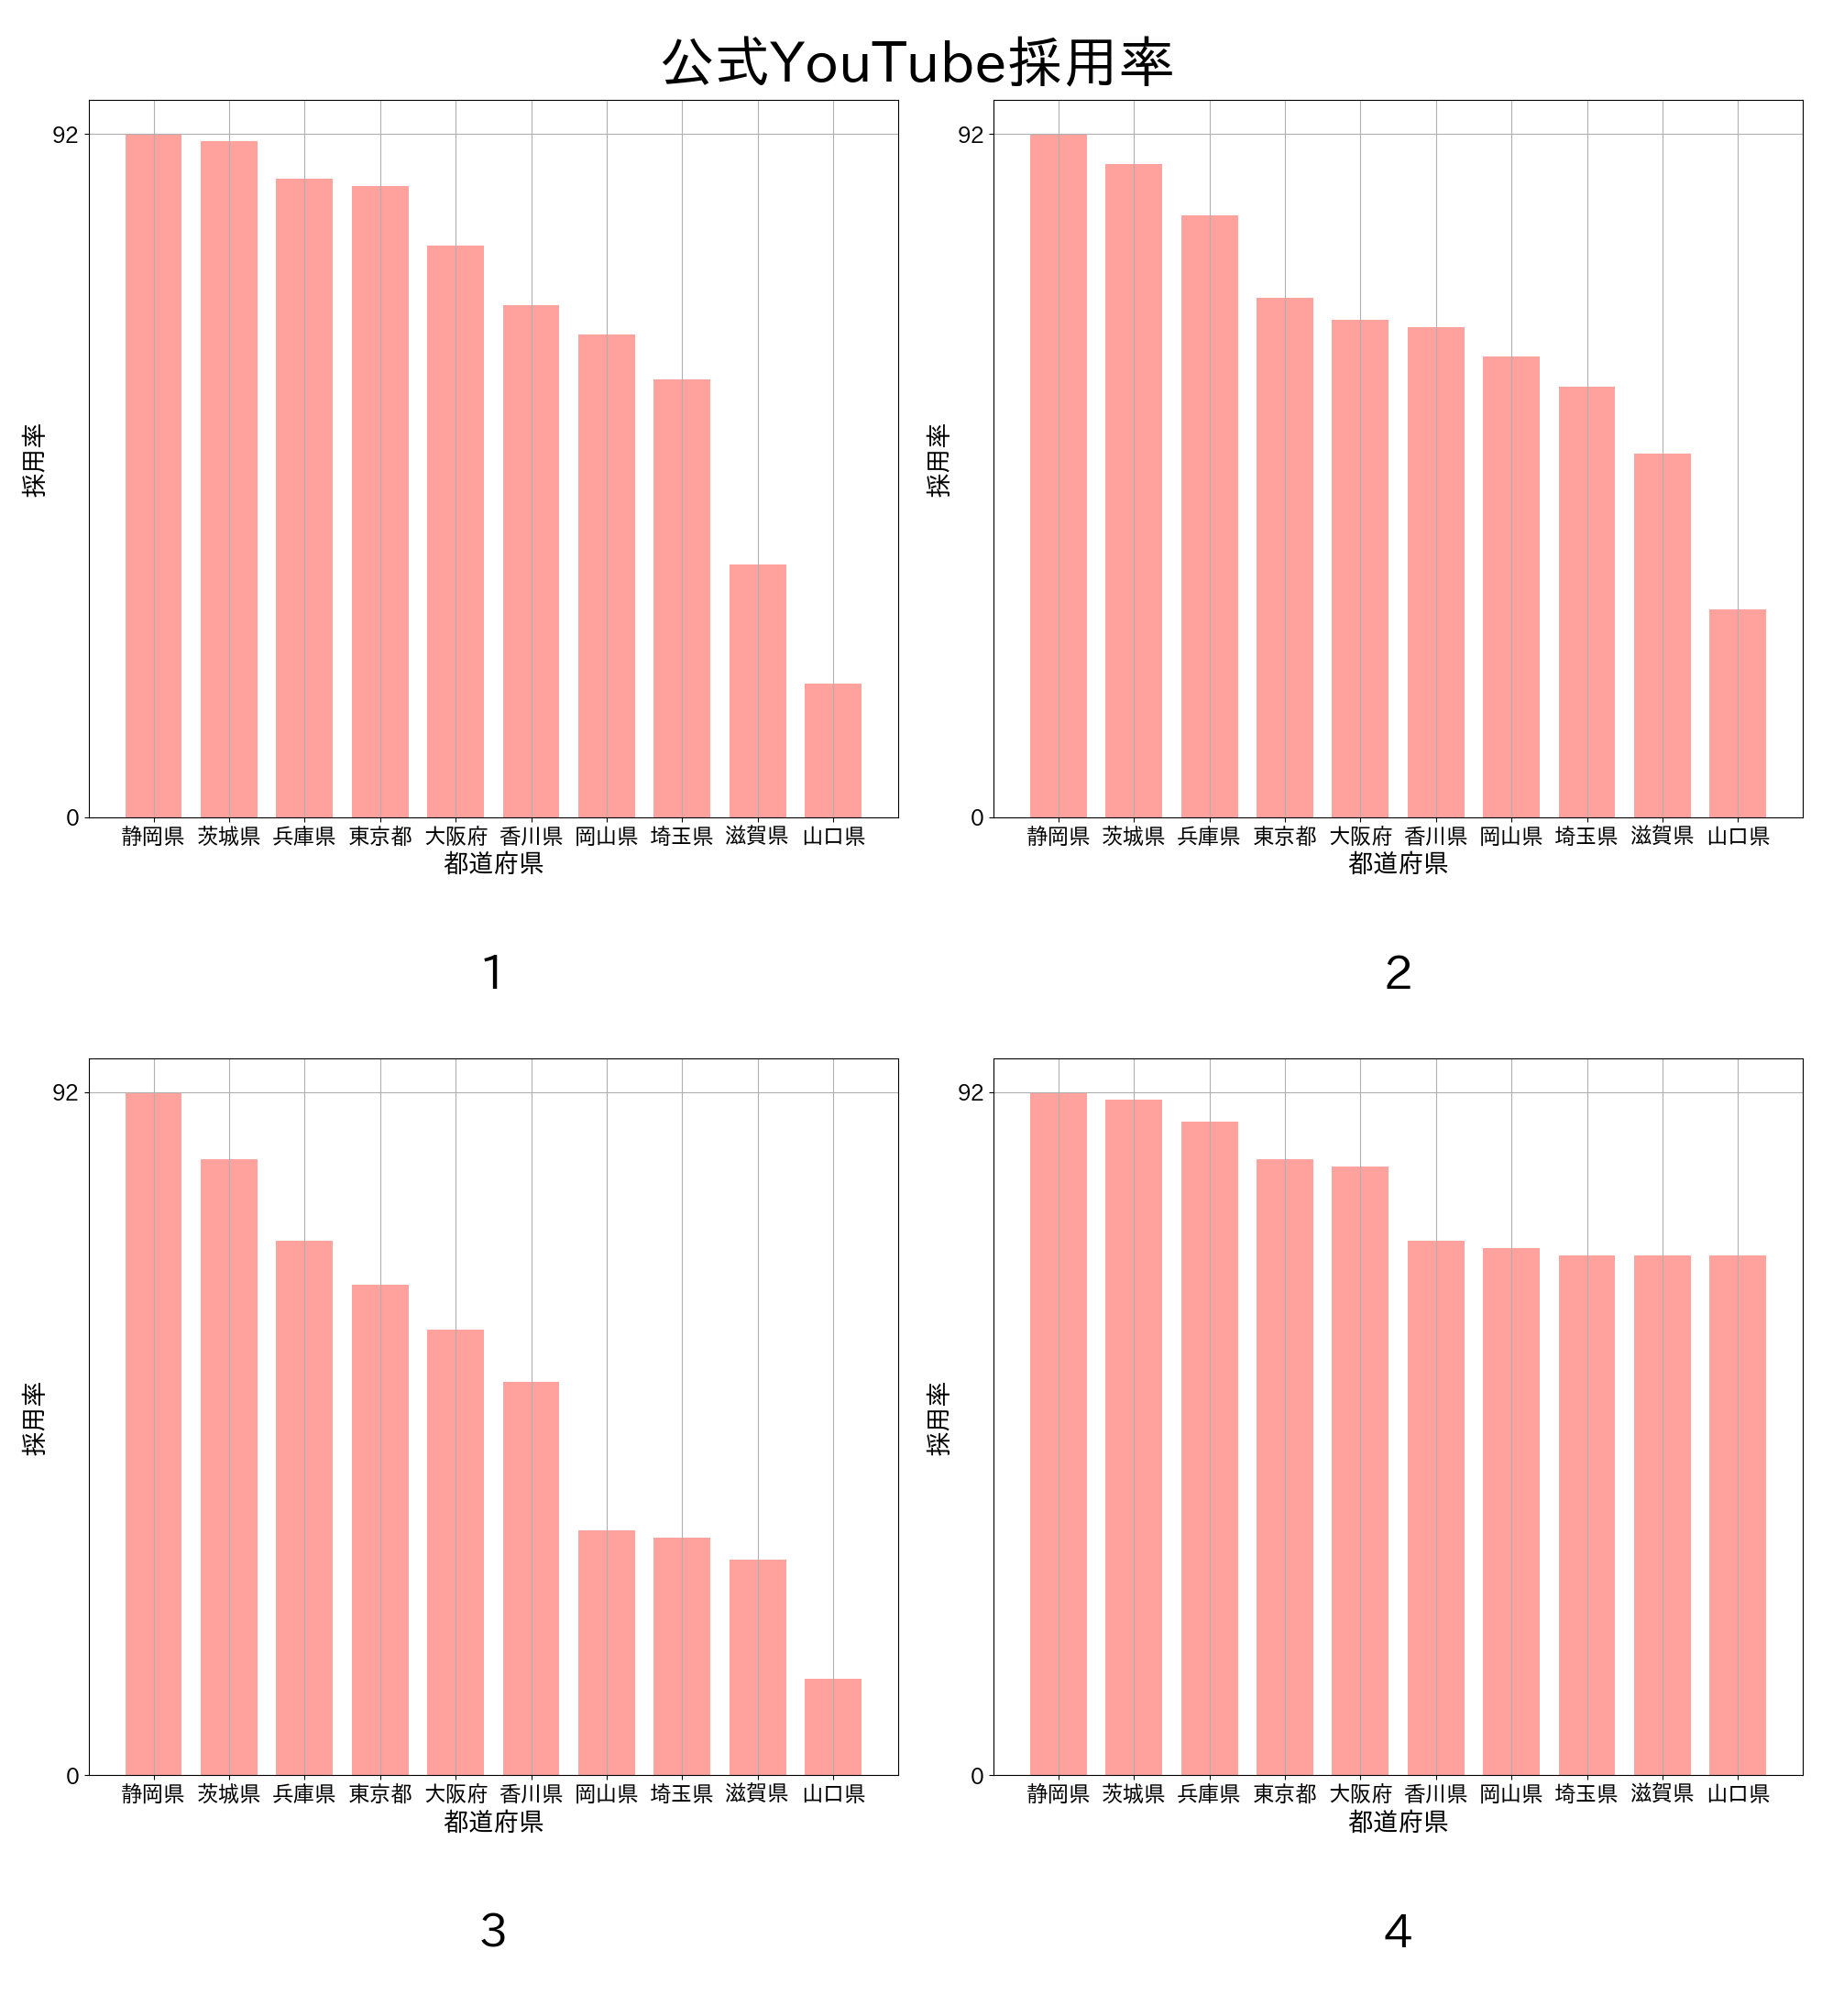 公式YouTube採用率
92
0
採用率
静岡県 茨城県 兵庫県 東京都 大阪府 香川県 岡山県 埼玉県 滋賀県 山口県
都道府県
1
92
0
採用率
静岡県 茨城県 兵庫県 東京都 大阪府 香川県 岡山県 埼玉県 滋賀県 山口県
都道府県
2
92
0
採用率
静岡県 茨城県 兵庫県 東京都 大阪府 香川県 岡山県 埼玉県 滋賀県 山口県
都道府県
3
92
0
採用率
静岡県 茨城県 兵庫県 東京都 大阪府 香川県 岡山県 埼玉県 滋賀県 山口県
都道府県
4